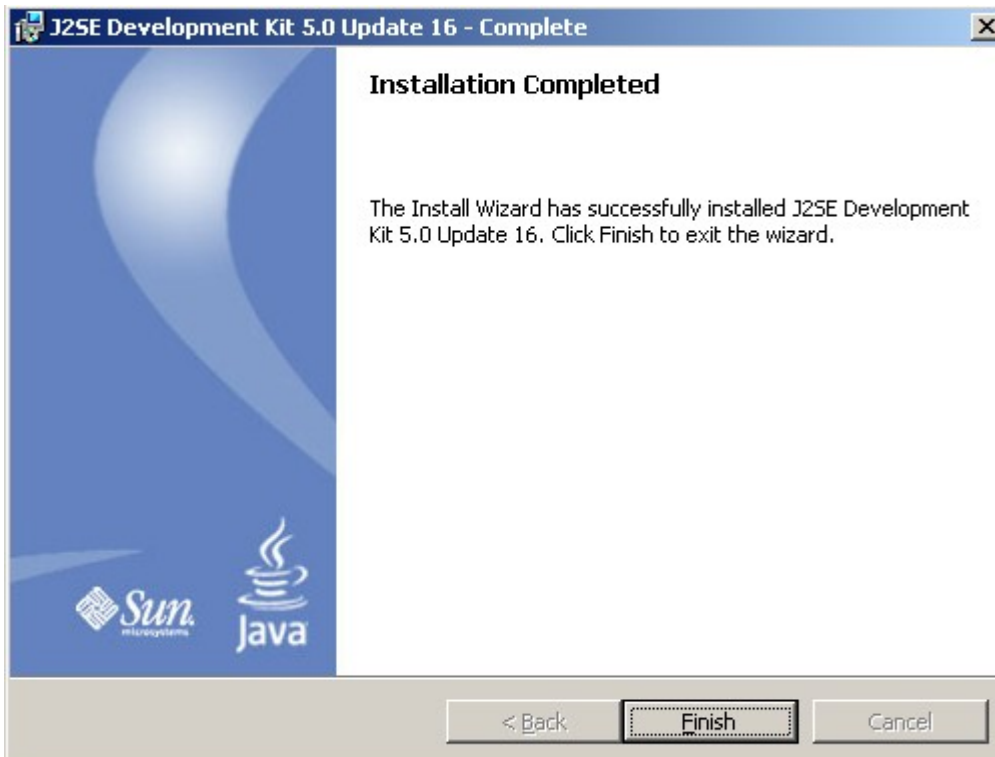 J2SE Development Kit 5.0 Update 16 - Complete
Installation Completed
The Install Wizard has successfully installed J2SE Development
Kit 5.0 Update 16. Click Finish to exit the wizard.
Sun
microsystems
Java
< Back
Finish
Cancel